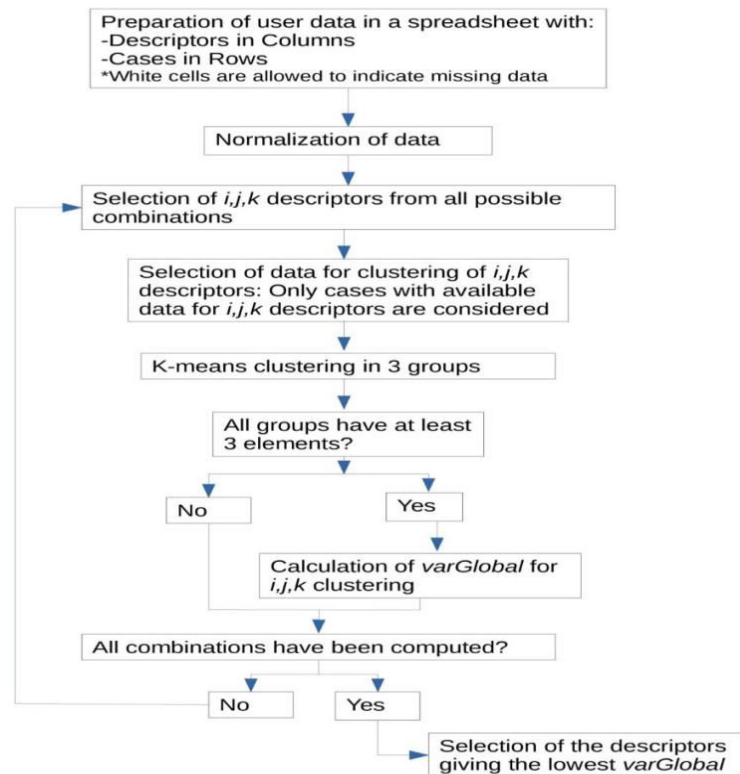 Preparation of user data in a spreadsheet with:
-Descriptors in Columns
-Cases in Rows
*White cells are allowed to indicate missing data
Normalization of data
Selection of i,j,k descriptors from all possible
combinations
Selection of data for clustering of i,j,k
descriptors: Only cases with available
data for i,j,k descriptors are considered
K-means clustering in 3 groups
All groups have at least
3 elements?
No
Yes
Calculation of varGlobal for
i,j,k clustering
All combinations have been computed?
No
Yes
Selection of the descriptors
giving the lowest varGlobal